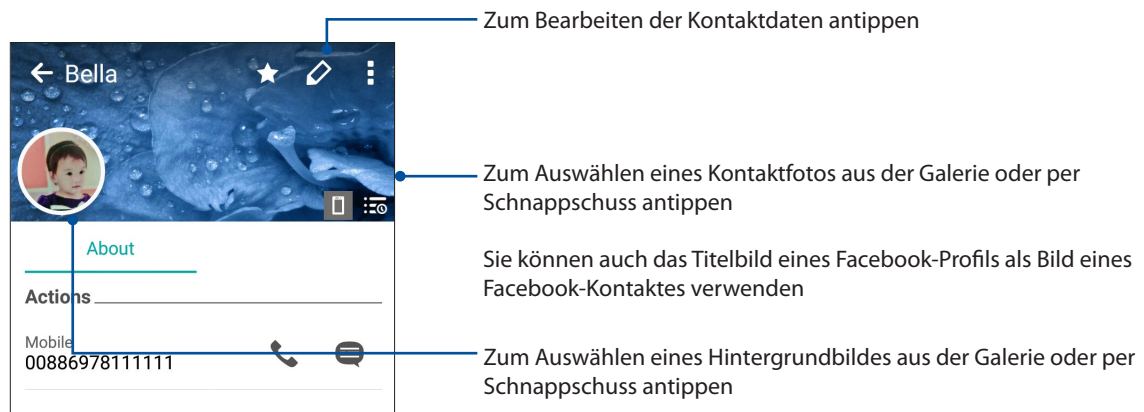 Zum Bearbeiten der Kontaktdaten antippen
Bella
Zum Auswählen eines Kontaktfotos aus der Galerie oder per
Schnappschuss antippen
About
Sie können auch das Titelbild eines Facebook-Profils als Bild eines
Facebook-Kontaktes verwenden
Actions
Mobile
00886978111111
Zum Auswählen eines Hintergrundbildes aus der Galerie oder per
Schnappschuss antippen